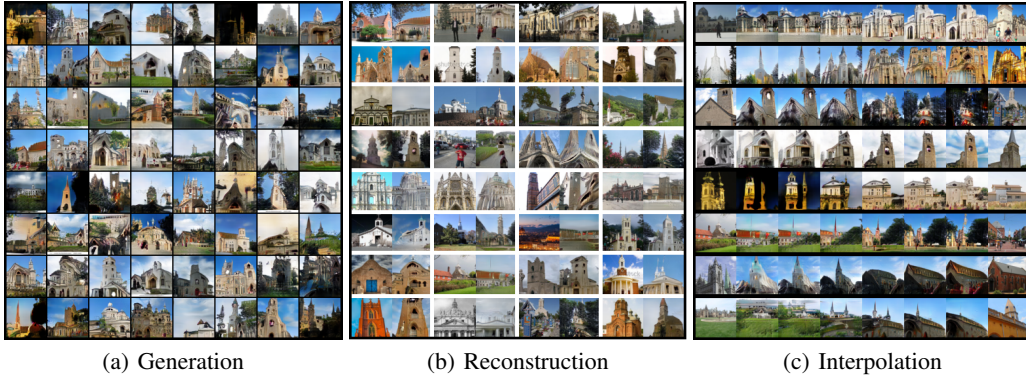 (a) Generation
(b) Reconstruction
(c) Interpolation